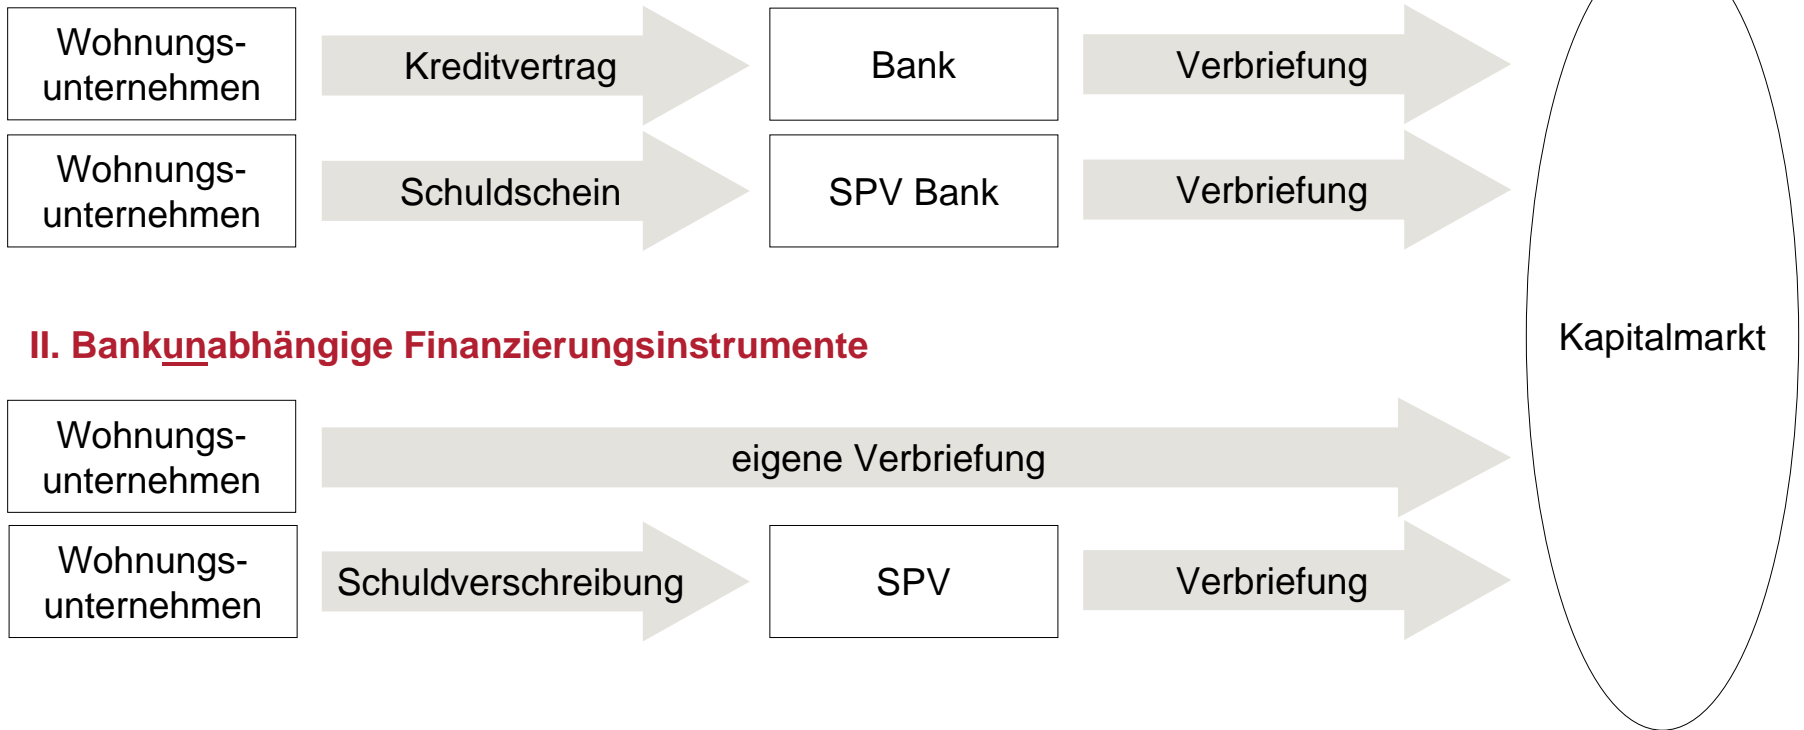 Wohnungs-
unternehmen
Kreditvertrag
Bank
Verbriefung
Wohnungs-
unternehmen
Schuldschein
SPV Bank
Verbriefung
II. Bankunabhängige Finanzierungsinstrumente
Kapitalmarkt
Wohnungs-
unternehmen
eigene Verbriefung
Wohnungs-
unternehmen
Schuldverschreibung
SPV
Verbriefung